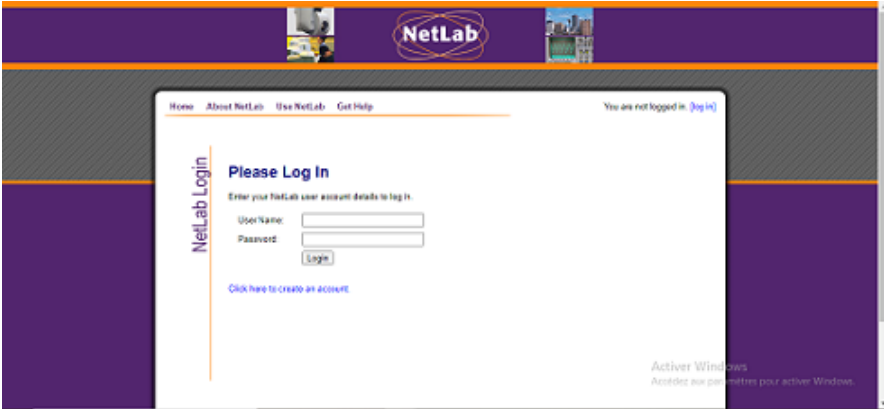 NetLab
Home About NetLab Use NetLab Get Help
You are not logged in. (log in)
NetLab Login
Please Log In
Enter your NetLab user account details to log in.
UserName:
Password:
Login
Click here to create an account
Activer Windows
Accédez aux paramètres pour activer Windows.